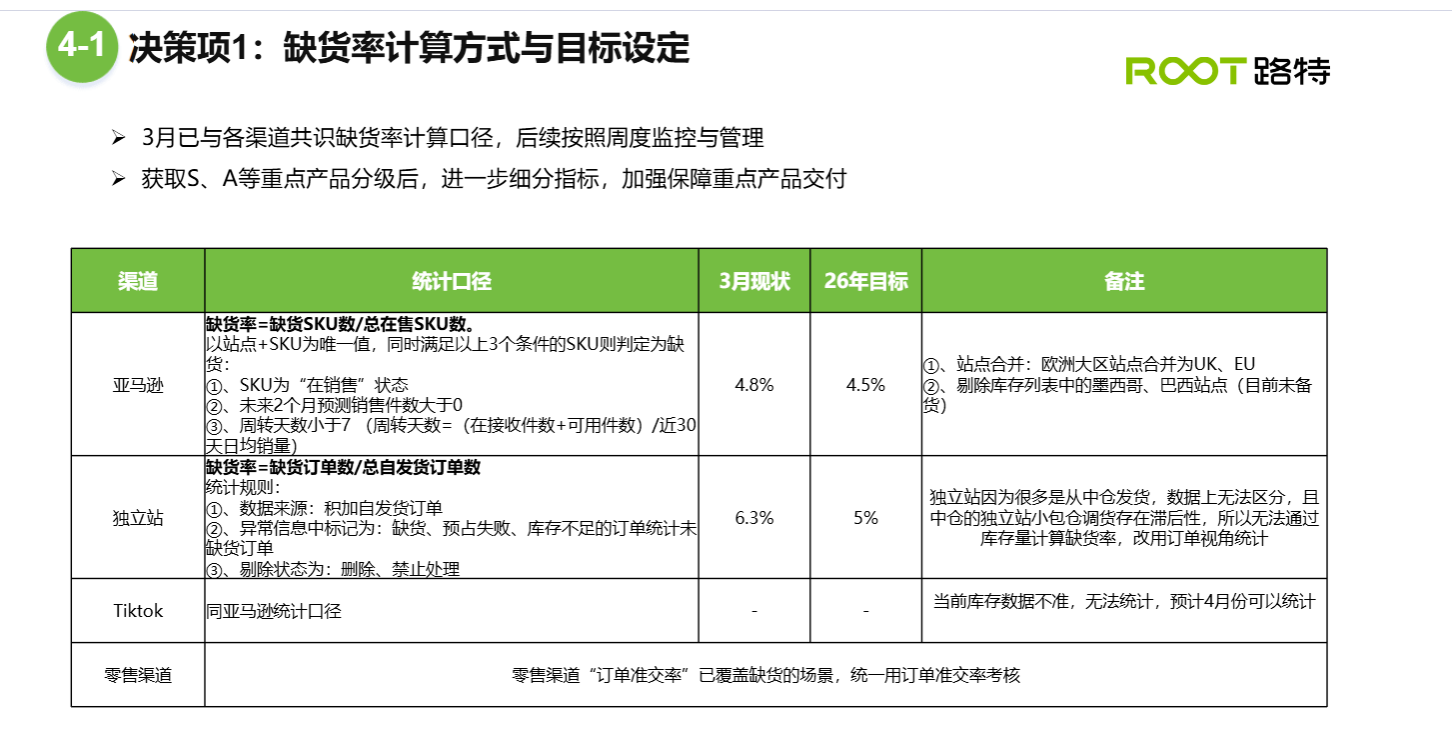 4-1 决策项1：缺货率计算方式与目标设定
ROOT 路特
➢ 3月已与各渠道共识缺货率计算口径，后续按照周度监控与管理
➢ 获取S、A等重点产品分级后，进一步细分指标，加强保障重点产品交付
渠道 统计口径 3月现状 26年目标 备注
亚马逊
缺货率=缺货SKU数/总在售SKU数。
以站点+SKU为唯一值，同时满足以上3个条件的SKU则判定为缺
货：
①、SKU为“在销售”状态
②、未来2个月预测销售件数大于0
③、周转天数小于7 （周转天数=（在接收件数+可用件数）/近30
天日均销量）
4.8%
4.5%
①、站点合并：欧洲大区站点合并为UK、EU
②、剔除库存列表中的墨西哥、巴西站点（目前未备
货）
独立站
缺货率=缺货订单数/总自发货订单数
统计规则：
①、数据来源：积加自发货订单
②、异常信息中标记为：缺货、预占失败、库存不足的订单统计未
缺货订单
③、剔除状态为：删除、禁止处理
6.3%
5%
独立站因为很多是从中仓发货，数据上无法区分，且
中仓的独立站小包仓调货存在滞后性，所以无法通过
库存量计算缺货率，改用订单视角统计
Tiktok
同亚马逊统计口径
-
-
当前库存数据不准，无法统计，预计4月份可以统计
零售渠道
零售渠道“订单准交率”已覆盖缺货的场景，统一用订单准交率考核